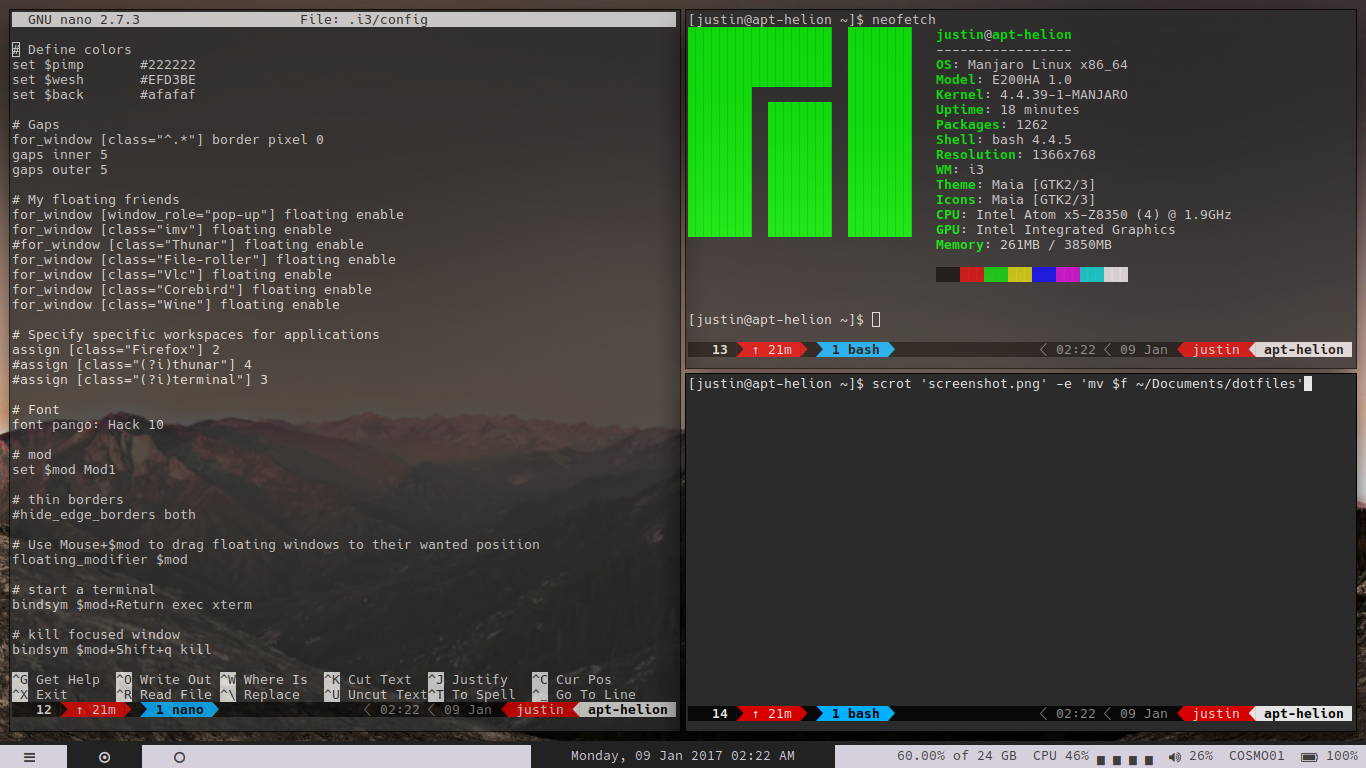 GNU nano 2.7.3 File: .i3/config
# Define colors
set $pimp #222222
set $wesh #EFD3BE
set $back #afafaf
# Gaps
for_window [class="^.*"] border pixel 0
gaps inner 5
gaps outer 5
# My floating friends
for_window [window_role="pop-up"] floating enable
for_window [class="imv"] floating enable
#for_window [class="Thunar"] floating enable
for_window [class="File-roller"] floating enable
for_window [class="Vlc"] floating enable
for_window [class="Corebird"] floating enable
for_window [class="Wine"] floating enable
# Specify specific workspaces for applications
assign [class="Firefox"] 2
#assign [class="(?i)thunar"] 4
#assign [class="(?i)terminal"] 3
# Font
font pango: Hack 10
# mod
set $mod Mod1
# thin borders
#hide_edge_borders both
# Use Mouse+$mod to drag floating windows to their wanted position
floating_modifier $mod
# start a terminal
bindsym $mod+Return exec xterm
# kill focused window
bindsym $mod+Shift+q kill
^G Get Help ^O Write Out ^W Where Is ^K Cut Text ^J Justify ^C Cur Pos
^X Exit ^R Read File ^\ Replace ^U Uncut Text ^T To Spell ^_ Go To Line
12 ↑ 21m 1 nano 02:22 09 Jan justin apt-helion
[justin@apt-helion ~]$ neofetch
justin@apt-helion
-----------------
OS: Manjaro Linux x86_64
Model: E200HA 1.0
Kernel: 4.4.39-1-MANJARO
Uptime: 18 minutes
Packages: 1262
Shell: bash 4.4.5
Resolution: 1366x768
WM: i3
Theme: Maia [GTK2/3]
Icons: Maia [GTK2/3]
CPU: Intel Atom x5-Z8350 (4) @ 1.9GHz
GPU: Intel Integrated Graphics
Memory: 261MB / 3850MB
[justin@apt-helion ~]$
13 ↑ 21m 1 bash 02:22 09 Jan justin apt-helion
[justin@apt-helion ~]$ scrot 'screenshot.png' -e 'mv $f ~/Documents/dotfiles'
14 ↑ 21m 1 bash 02:22 09 Jan justin apt-helion
Monday, 09 Jan 2017 02:22 AM 60.00% of 24 GB CPU 46% 26% COSMO01 100%